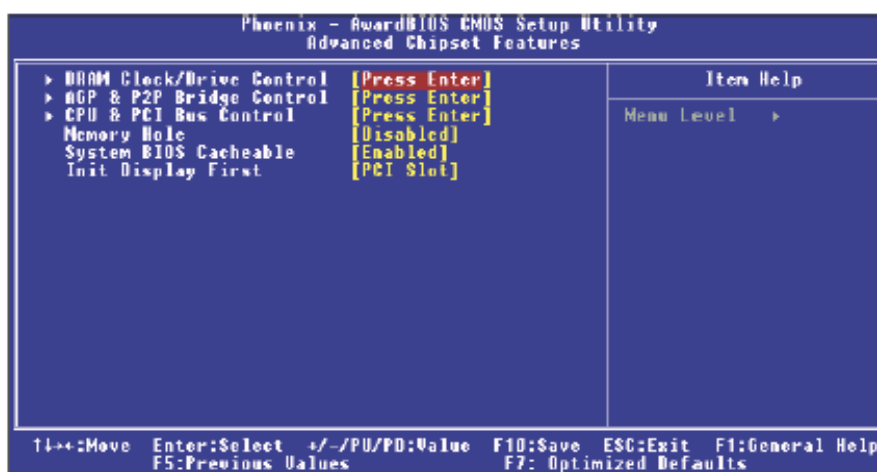 Phoenix - AwardBIOS CMOS Setup Utility
Advanced Chipset Features
▸ DRAM Clock/Drive Control [Press Enter]
▸ AGP & P2P Bridge Control [Press Enter]
▸ CPU & PCI Bus Control [Press Enter]
Memory Hole [Disabled]
System BIOS Cacheable [Enabled]
Init Display First [PCI Slot]
Item Help
Menu Level ▸
↑↓→←:Move Enter:Select +/-/PU/PD:Value F10:Save ESC:Exit F1:General Help
F5:Previous Values F7: Optimized Defaults